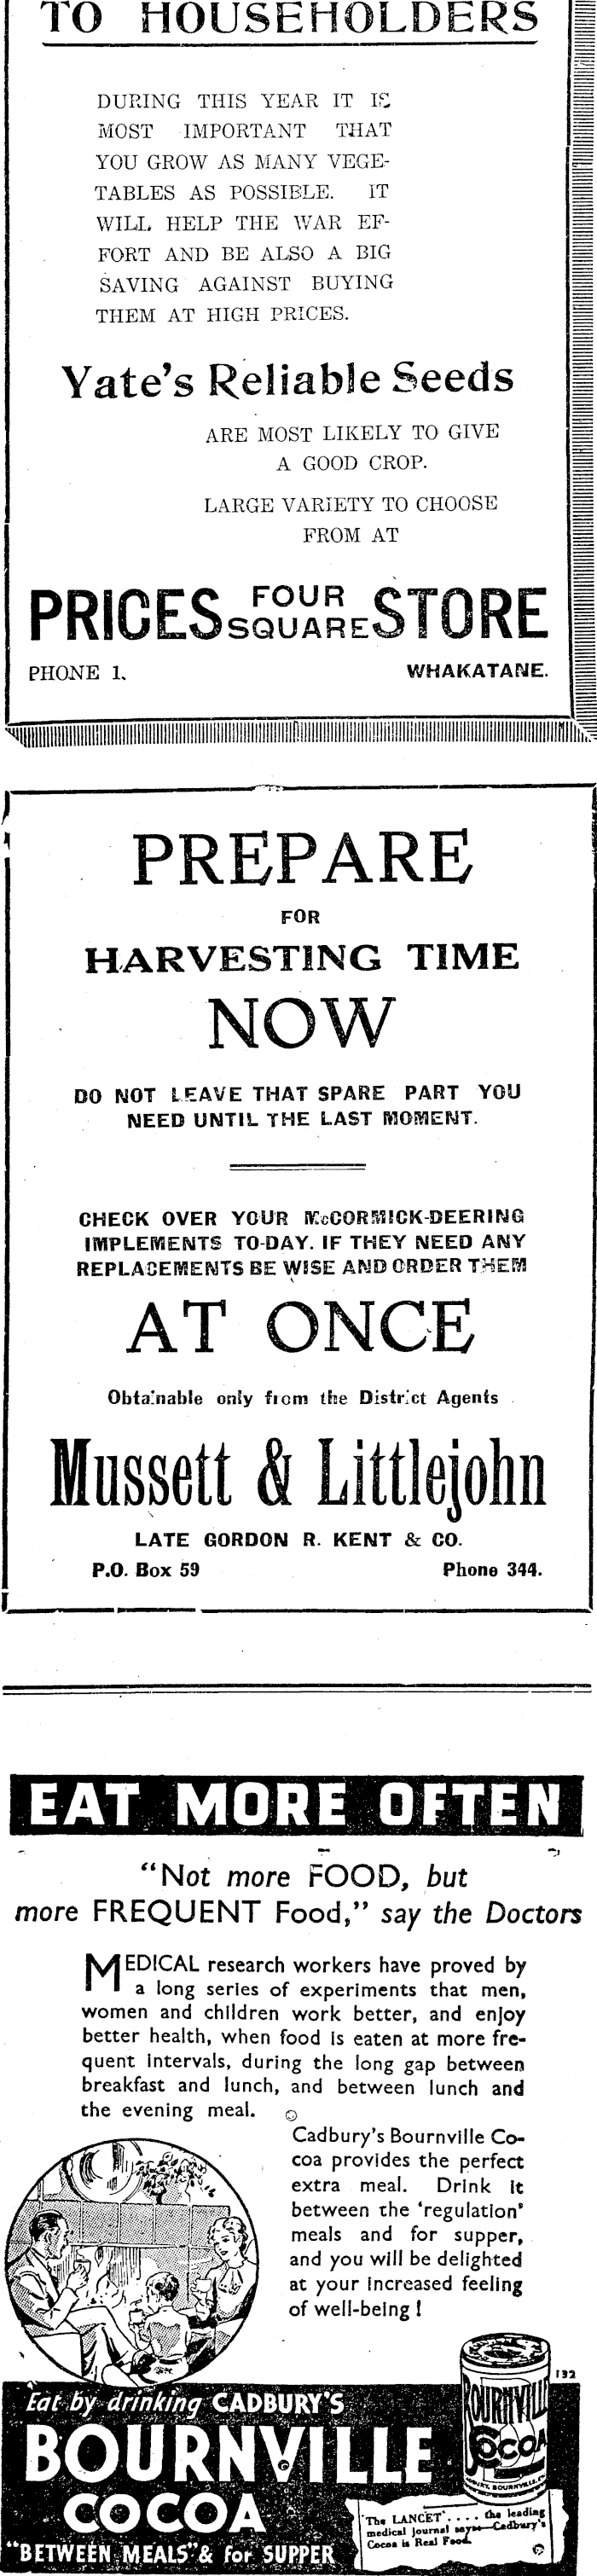 TO HOUSEHOLDERS
DURING THIS YEAR IT IS
MOST IMPORTANT THAT
YOU GROW AS MANY VEGE-
TABLES AS POSSIBLE. IT
WILL HELP THE WAR EF-
FORT AND BE ALSO A BIG
SAVING AGAINST BUYING
THEM AT HIGH PRICES.
Yate's Reliable Seeds
ARE MOST LIKELY TO GIVE
A GOOD CROP.
LARGE VARIETY TO CHOOSE
FROM AT
PRICES FOUR SQUARE STORE
PHONE 1. WHAKATANE.
PREPARE
FOR
HARVESTING TIME
NOW
DO NOT LEAVE THAT SPARE PART YOU
NEED UNTIL THE LAST MOMENT.
CHECK OVER YOUR McCORMICK-DEERING
IMPLEMENTS TO-DAY. IF THEY NEED ANY
REPLACEMENTS BE WISE AND ORDER THEM
AT ONCE
Obtainable only from the District Agents
Mussett & Littlejohn
LATE GORDON R. KENT & CO.
P.O. Box 59 Phone 344.
EAT MORE OFTEN
"Not more FOOD, but
more FREQUENT Food," say the Doctors
MEDICAL research workers have proved by
a long series of experiments that men,
women and children work better, and enjoy
better health, when food is eaten at more fre-
quent intervals, during the long gap between
breakfast and lunch, and between lunch and
the evening meal.
Cadbury's Bournville Co-
coa provides the perfect
extra meal. Drink it
between the 'regulation'
meals and for supper,
and you will be delighted
at your increased feeling
of well-being !
132
Eat by drinking CADBURY'S
BOURNVILLE
COCOA
"BETWEEN MEALS" & for SUPPER
BOURNVILLE
COCOA
'The LANCET' . . . . the leading
medical journal says—Cadbury's
Cocoa is Real Food.